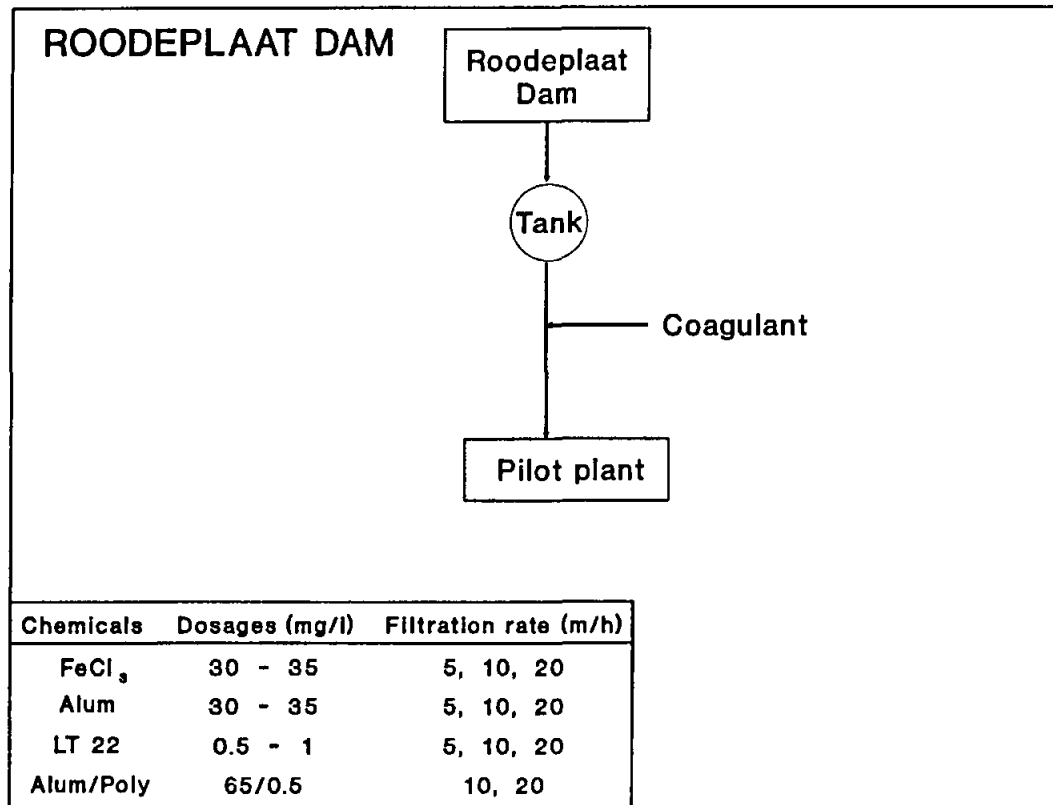 ROODEPLAAT DAM
Roodeplaat
Dam
Tank
Coagulant
Pilot plant
Chemicals Dosages (mg/l) Filtration rate (m/h)
FeCl₃ 30 - 35 5, 10, 20
Alum 30 - 35 5, 10, 20
LT 22 0.5 - 1 5, 10, 20
Alum/Poly 65/0.5 10, 20